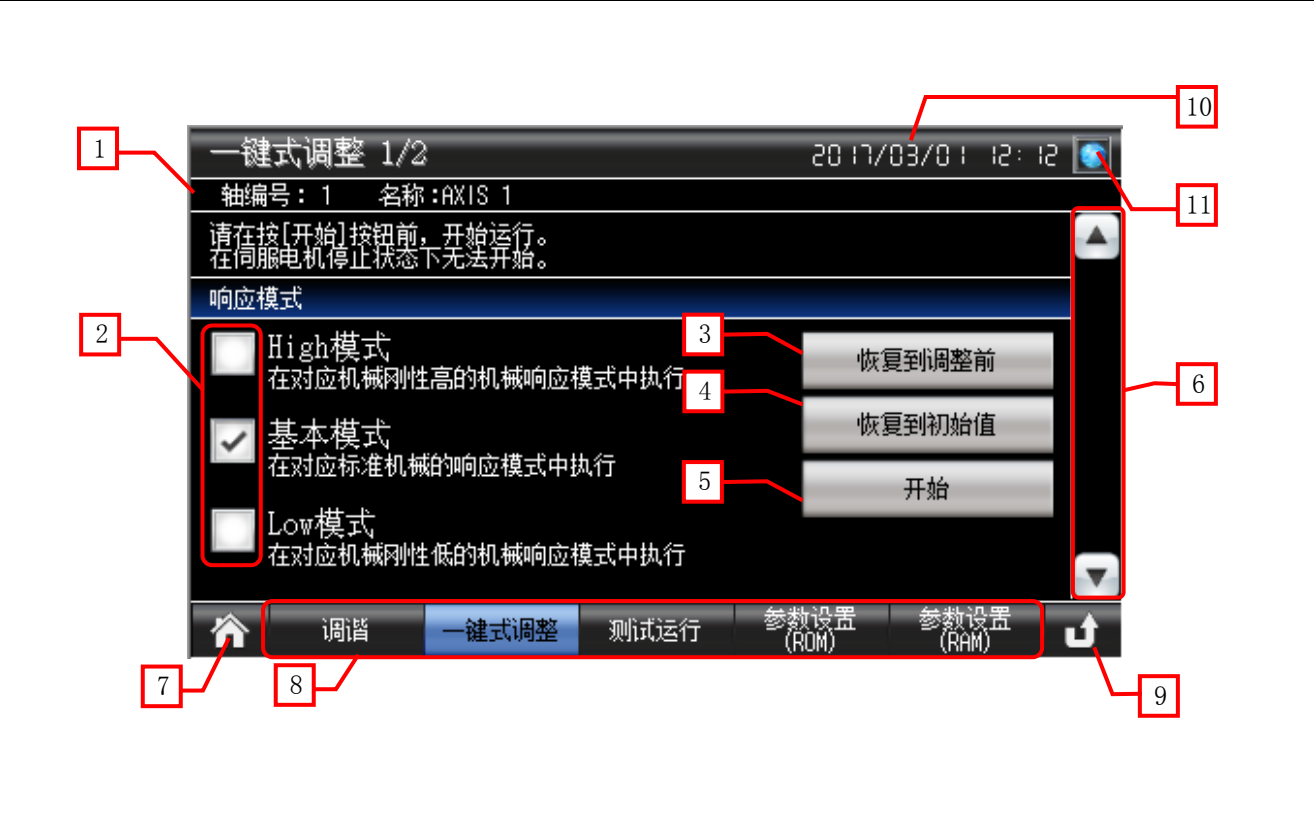 10
1
一键式调整 1/2
2017/03/01 12:12
11
轴编号：1 名称:AXIS 1
请在按[开始]按钮前，开始运行。
在伺服电机停止状态下无法开始。
响应模式
2
High模式
在对应机械刚性高的机械响应模式中执行
3
恢复到调整前
4
恢复到初始值
6
基本模式
在对应标准机械的响应模式中执行
5
开始
Low模式
在对应机械刚性低的机械响应模式中执行
调谐
一键式调整
测试运行
参数设置
(ROM)
参数设置
(RAM)
7
8
9